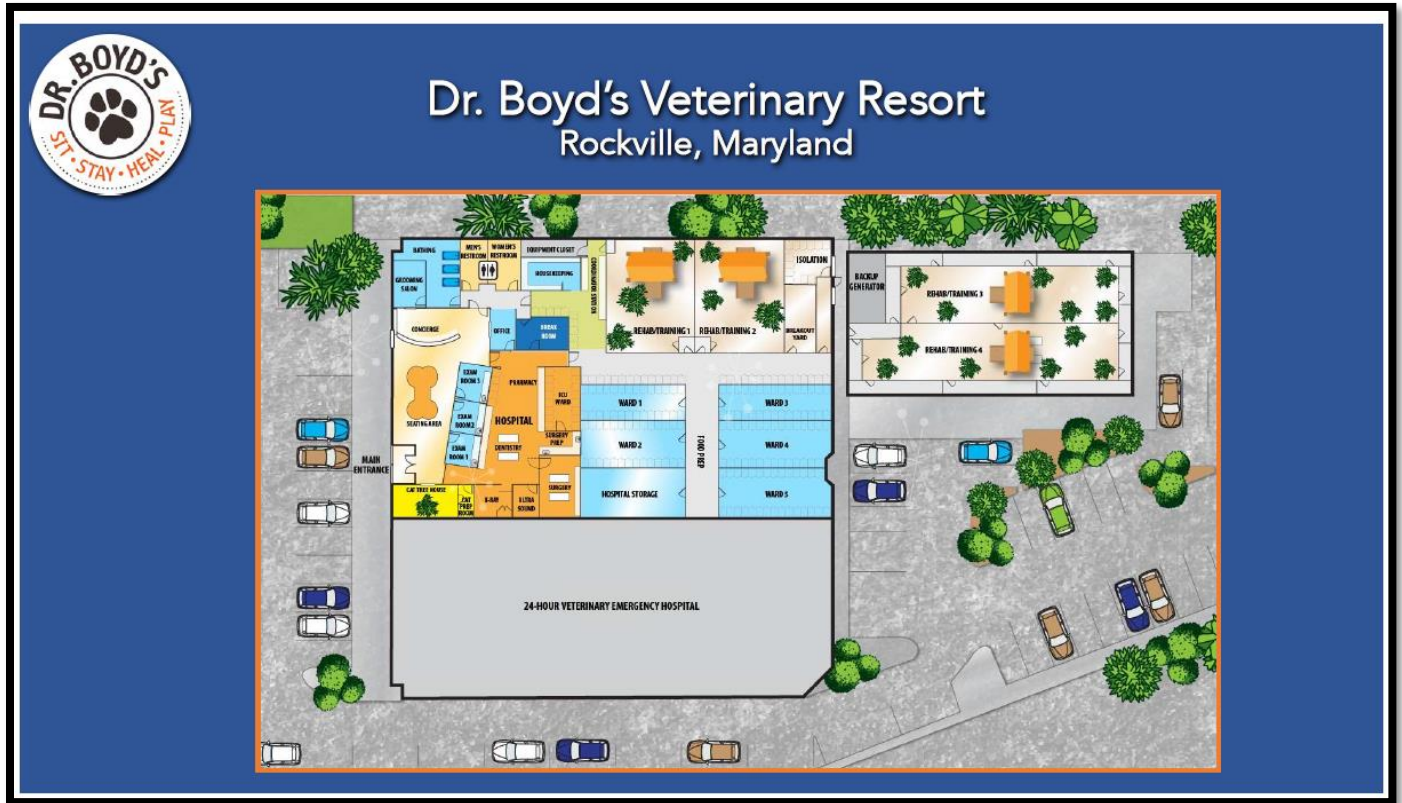 DR. BOYD'S
SIT • STAY • HEAL • PLAY
Dr. Boyd's Veterinary Resort
Rockville, Maryland
BATHING
MEN'S
RESTROOM
WOMEN'S
RESTROOM
EQUIPMENT CLOSET
HOUSEKEEPING
COORDINATOR STATION
GROOMING
SALON
ISOLATION
BACKUP
GENERATOR
REHAB/TRAINING 3
CONCIERGE
OFFICE
BREAK
ROOM
REHAB/TRAINING 1
REHAB/TRAINING 2
BREAKOUT
YARD
REHAB/TRAINING 4
EXAM
ROOM 3
PHARMACY
ICU
WARD
WARD 1
WARD 3
SEATING AREA
EXAM
ROOM 2
HOSPITAL
SURGERY
PREP
WARD 2
FOOD PREP
WARD 4
EXAM
ROOM 1
DENTISTRY
MAIN
ENTRANCE
CAT TREE HOUSE
CAT
PREP
ROOM
X-RAY
ULTRA
SOUND
SURGERY
HOSPITAL STORAGE
WARD 5
24-HOUR VETERINARY EMERGENCY HOSPITAL